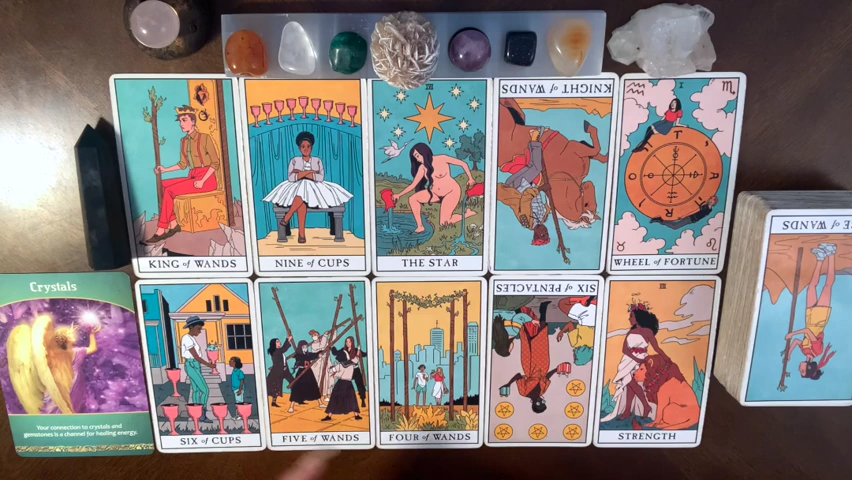 KNIGHT of WANDS
KING of WANDS
NINE of CUPS
THE STAR
WHEEL of FORTUNE
E of WANDS
Crystals
Your connection to crystals and
gemstones is a channel for healing energy.
SIX of PENTACLES
SIX of CUPS
FIVE of WANDS
FOUR of WANDS
STRENGTH